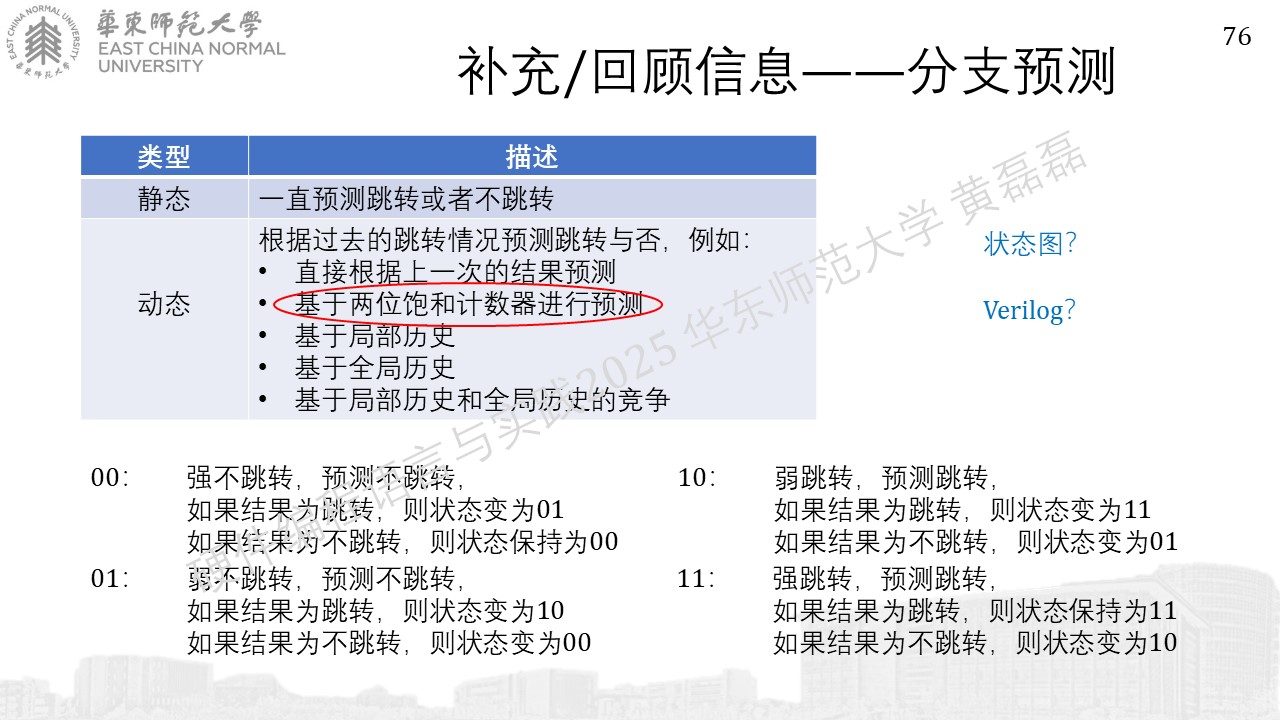 華東師範大學
EAST CHINA NORMAL
UNIVERSITY
76
补充/回顾信息——分支预测
类型 描述
静态 一直预测跳转或者不跳转
动态
根据过去的跳转情况预测跳转与否，例如：
• 直接根据上一次的结果预测
• 基于两位饱和计数器进行预测
• 基于局部历史
• 基于全局历史
• 基于局部历史和全局历史的竞争
状态图？
Verilog？
00： 强不跳转，预测不跳转，
如果结果为跳转，则状态变为01
如果结果为不跳转，则状态保持为00
01： 弱不跳转，预测不跳转，
如果结果为跳转，则状态变为10
如果结果为不跳转，则状态变为00
10： 弱跳转，预测跳转，
如果结果为跳转，则状态变为11
如果结果为不跳转，则状态变为01
11： 强跳转，预测跳转，
如果结果为跳转，则状态保持为11
如果结果为不跳转，则状态变为10
硬件编程语言与实践2025 华东师范大学 黄磊磊
EAST CHINA NORMAL UNIVERSITY
華東師範大學